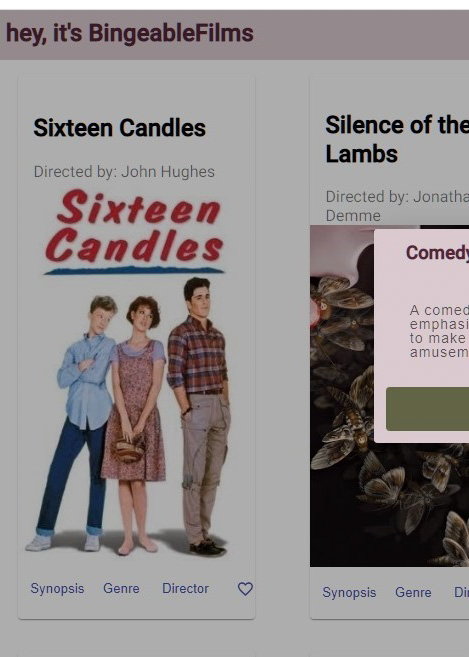 hey, it's BingeableFilms
Sixteen Candles
Directed by: John Hughes
Sixteen
Candles
Synopsis Genre Director
Silence of the
Lambs
Directed by: Jonatha
Demme
Comedy
A comed
emphasi
to make
amusem
Synopsis Genre Dir